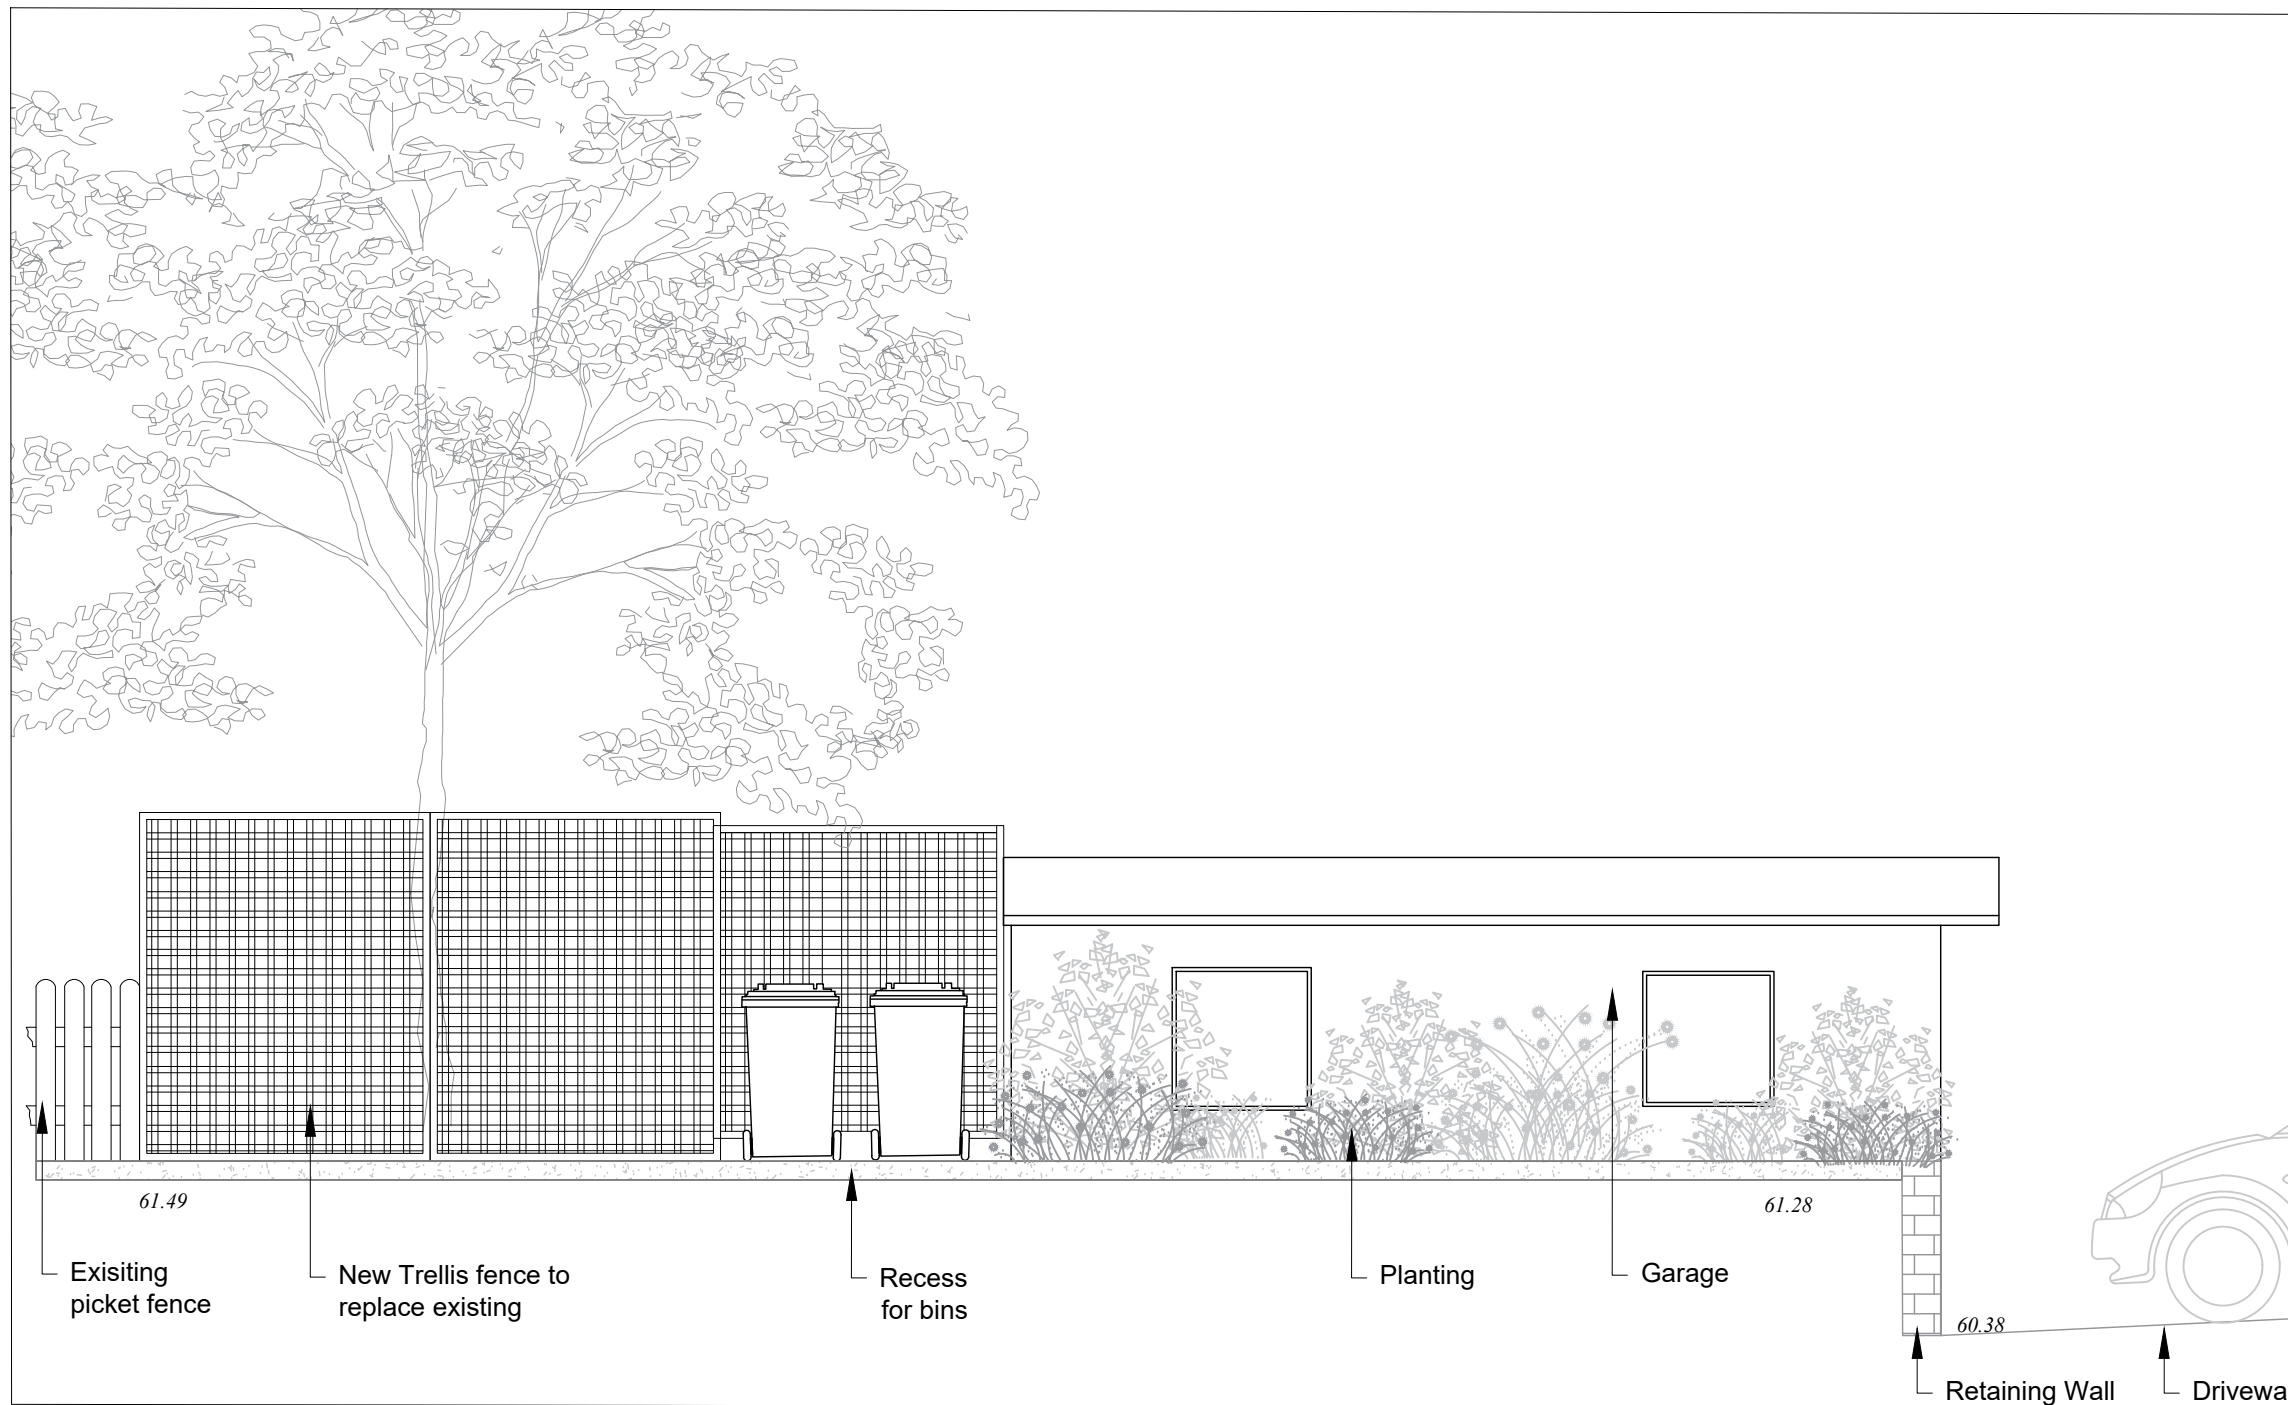 61.49
61.28
Exisiting
picket fence
New Trellis fence to
replace existing
Recess
for bins
Planting
Garage
60.38
Retaining Wall
Drivewa